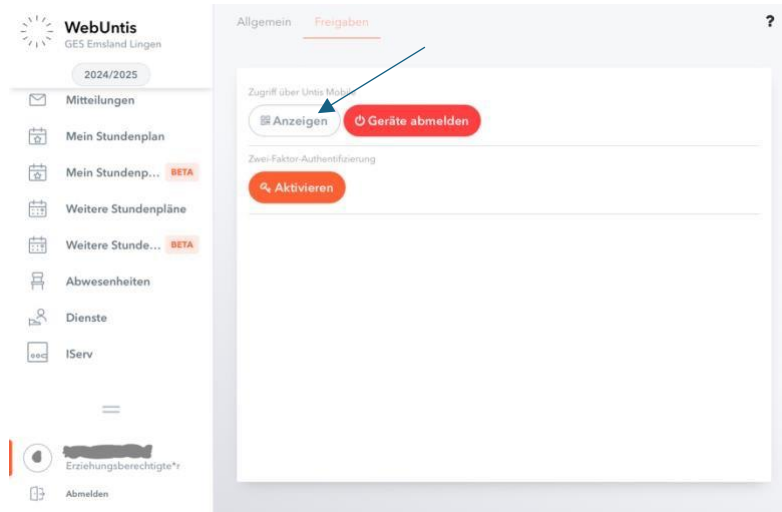 WebUntis
GES Emsland Lingen
2024/2025
Mitteilungen
Mein Stundenplan
Mein Stundenp... BETA
Weitere Stundenpläne
Weitere Stunde... BETA
Abwesenheiten
Dienste
IServ
Erziehungsberechtigte*r
Abmelden
Allgemein Freigaben
?
Zugriff über Untis Mobile
Anzeigen Geräte abmelden
Zwei-Faktor-Authentifizierung
Aktivieren